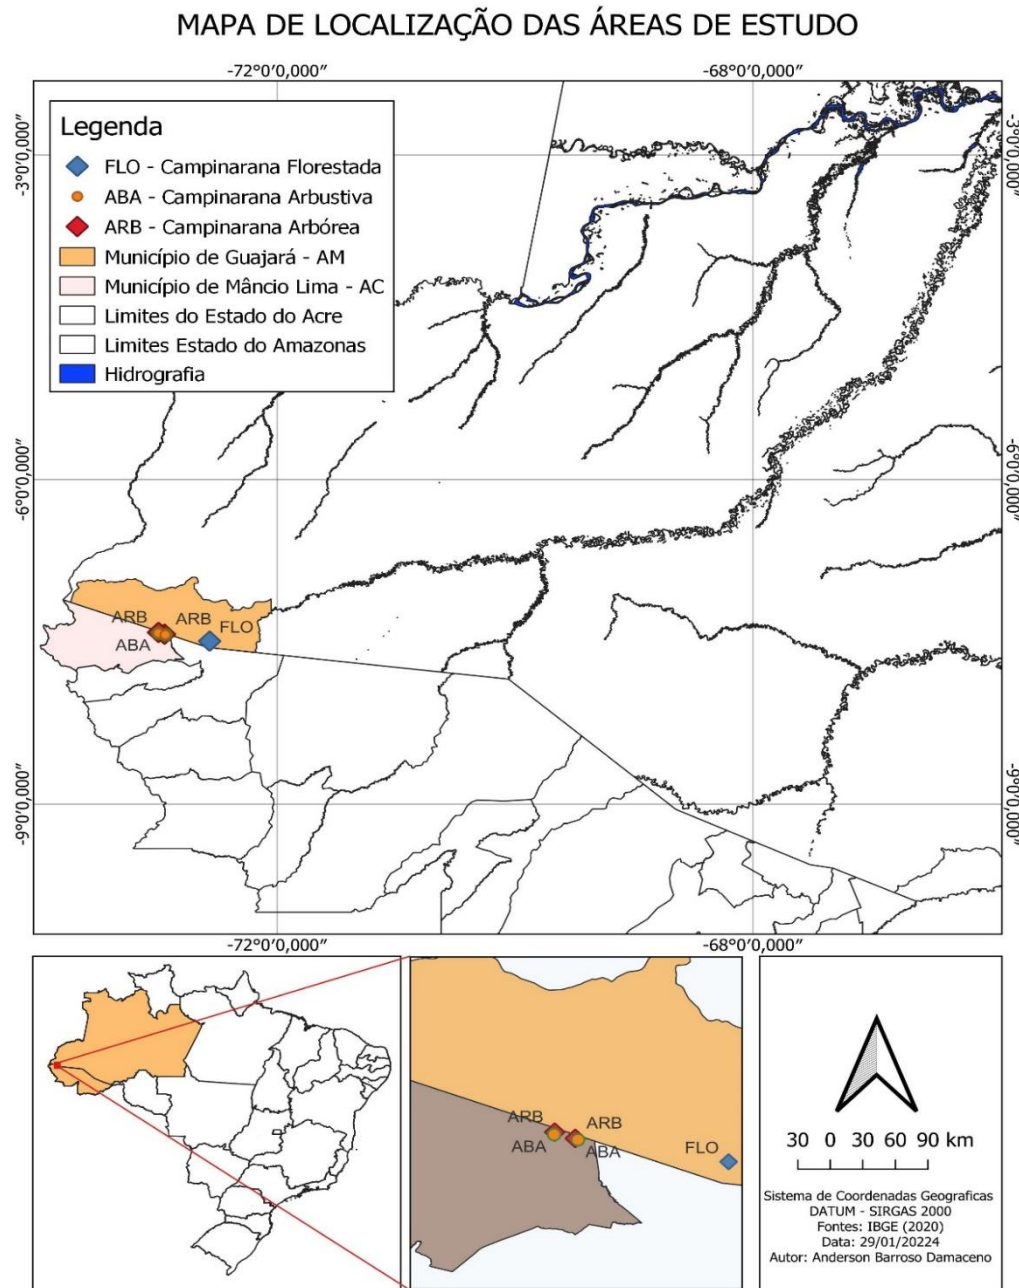 MAPA DE LOCALIZAÇÃO DAS ÁREAS DE ESTUDO
-72°0'0,000" -68°0'0,000"
Legenda
FLO - Campinarana Florestada
ABA - Campinarana Arbustiva
ARB - Campinarana Arbórea
Município de Guajará - AM
Município de Mâncio Lima - AC
Limites do Estado do Acre
Limites Estado do Amazonas
Hidrografia
-3°0'0,000" -3°0'0,000"
-6°0'0,000" -6°0'0,000"
-9°0'0,000" -9°0'0,000"
ARB ARB
FLO
ABA
-72°0'0,000" -68°0'0,000"
ARB ARB
ABA ABA
FLO
30 0 30 60 90 km
Sistema de Coordenadas Geograficas
DATUM - SIRGAS 2000
Fontes: IBGE (2020)
Data: 29/01/20224
Autor: Anderson Barroso Damaceno